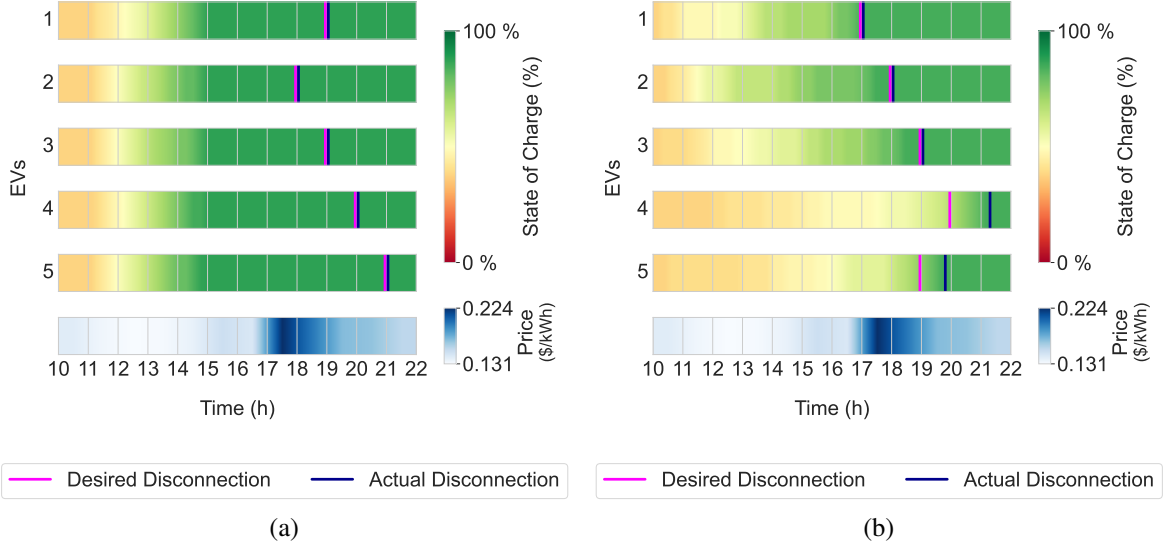 1
2
3
4
5
EVs
100 %
0 %
State of Charge (%)
0.224
0.131
Price
($/kWh)
10 11 12 13 14 15 16 17 18 19 20 21 22
Time (h)
Desired Disconnection
Actual Disconnection
(a)
1
2
3
4
5
EVs
100 %
0 %
State of Charge (%)
0.224
0.131
Price
($/kWh)
10 11 12 13 14 15 16 17 18 19 20 21 22
Time (h)
Desired Disconnection
Actual Disconnection
(b)